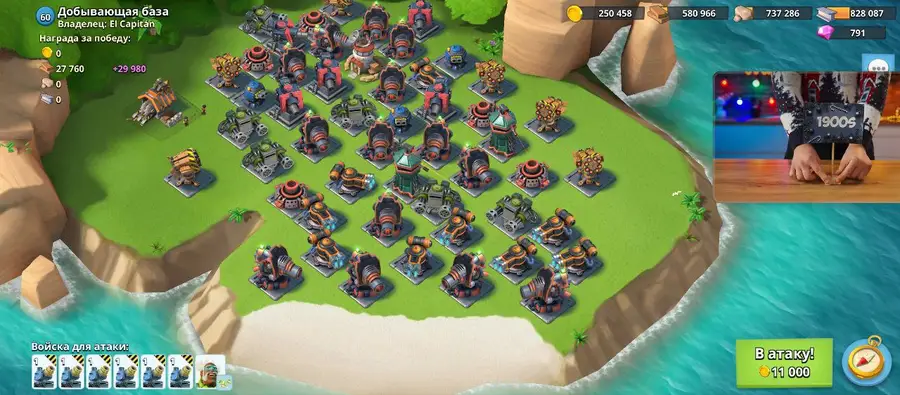 60 Добывающая база
Владелец: El Capitan
Награда за победу:
0
27 760 +29 980
0
0
250 458
580 966
737 286
828 087
791
1900s
Войска для атаки:
В атаку!
11 000